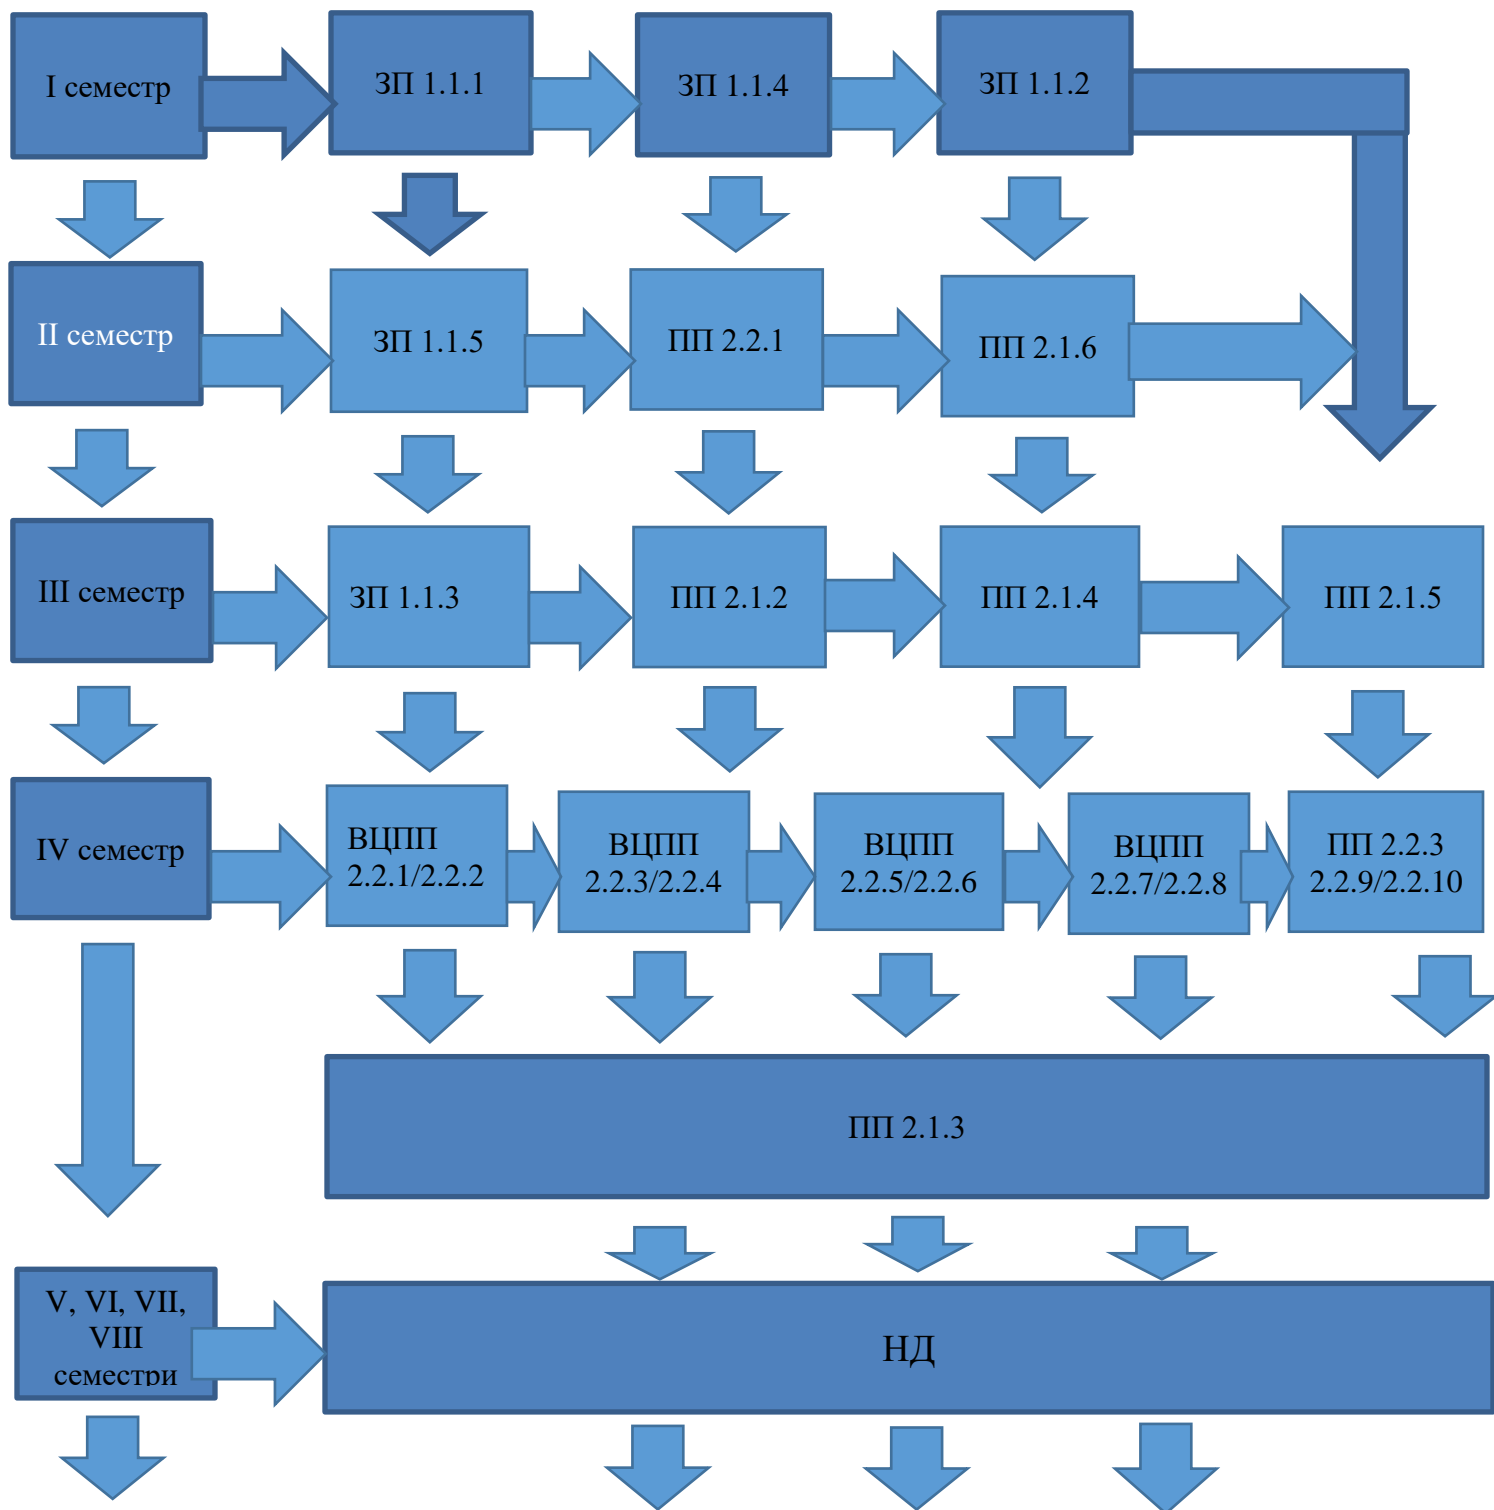 I семестр
ЗП 1.1.1
ЗП 1.1.4
ЗП 1.1.2
II семестр
ЗП 1.1.5
ПП 2.2.1
ПП 2.1.6
III семестр
ЗП 1.1.3
ПП 2.1.2
ПП 2.1.4
ПП 2.1.5
IV семестр
ВЦПП
2.2.1/2.2.2
ВЦПП
2.2.3/2.2.4
ВЦПП
2.2.5/2.2.6
ВЦПП
2.2.7/2.2.8
ПП 2.2.3
2.2.9/2.2.10
ПП 2.1.3
V, VI, VII,
VIII
семестри
НД